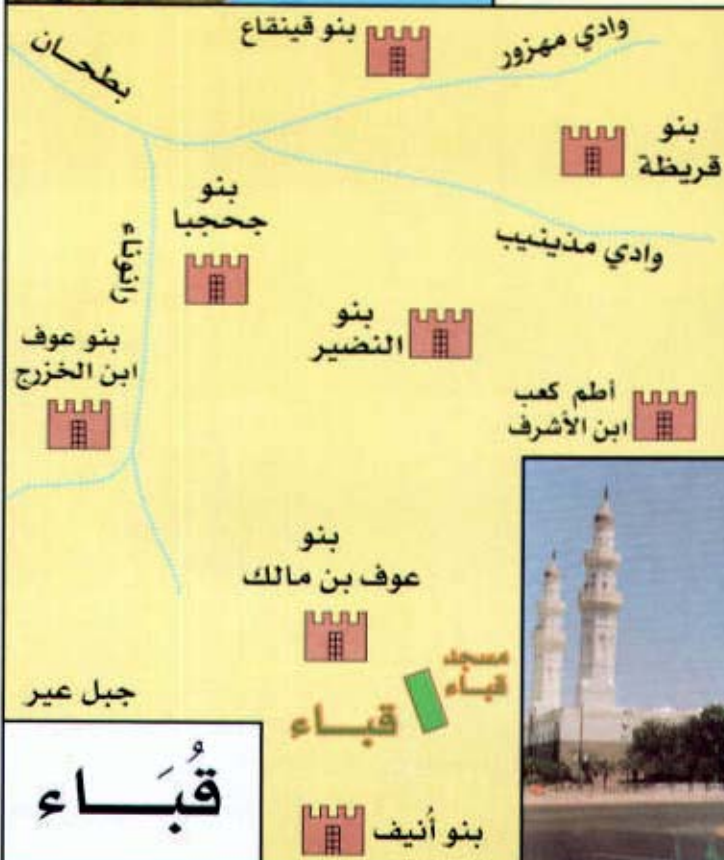 وادي مهزور
بنو قينقاع
بطحان
بنو
قريظة
بنو
جحجبا
وادي مذينيب
رانوناء
بنو
النضير
بنو عوف
ابن الخزرج
أطم كعب
ابن الأشرف
بنو
عوف بن مالك
مسجد
قباء
قباء
جبل عير
قُبَاء
بنو أُنيف